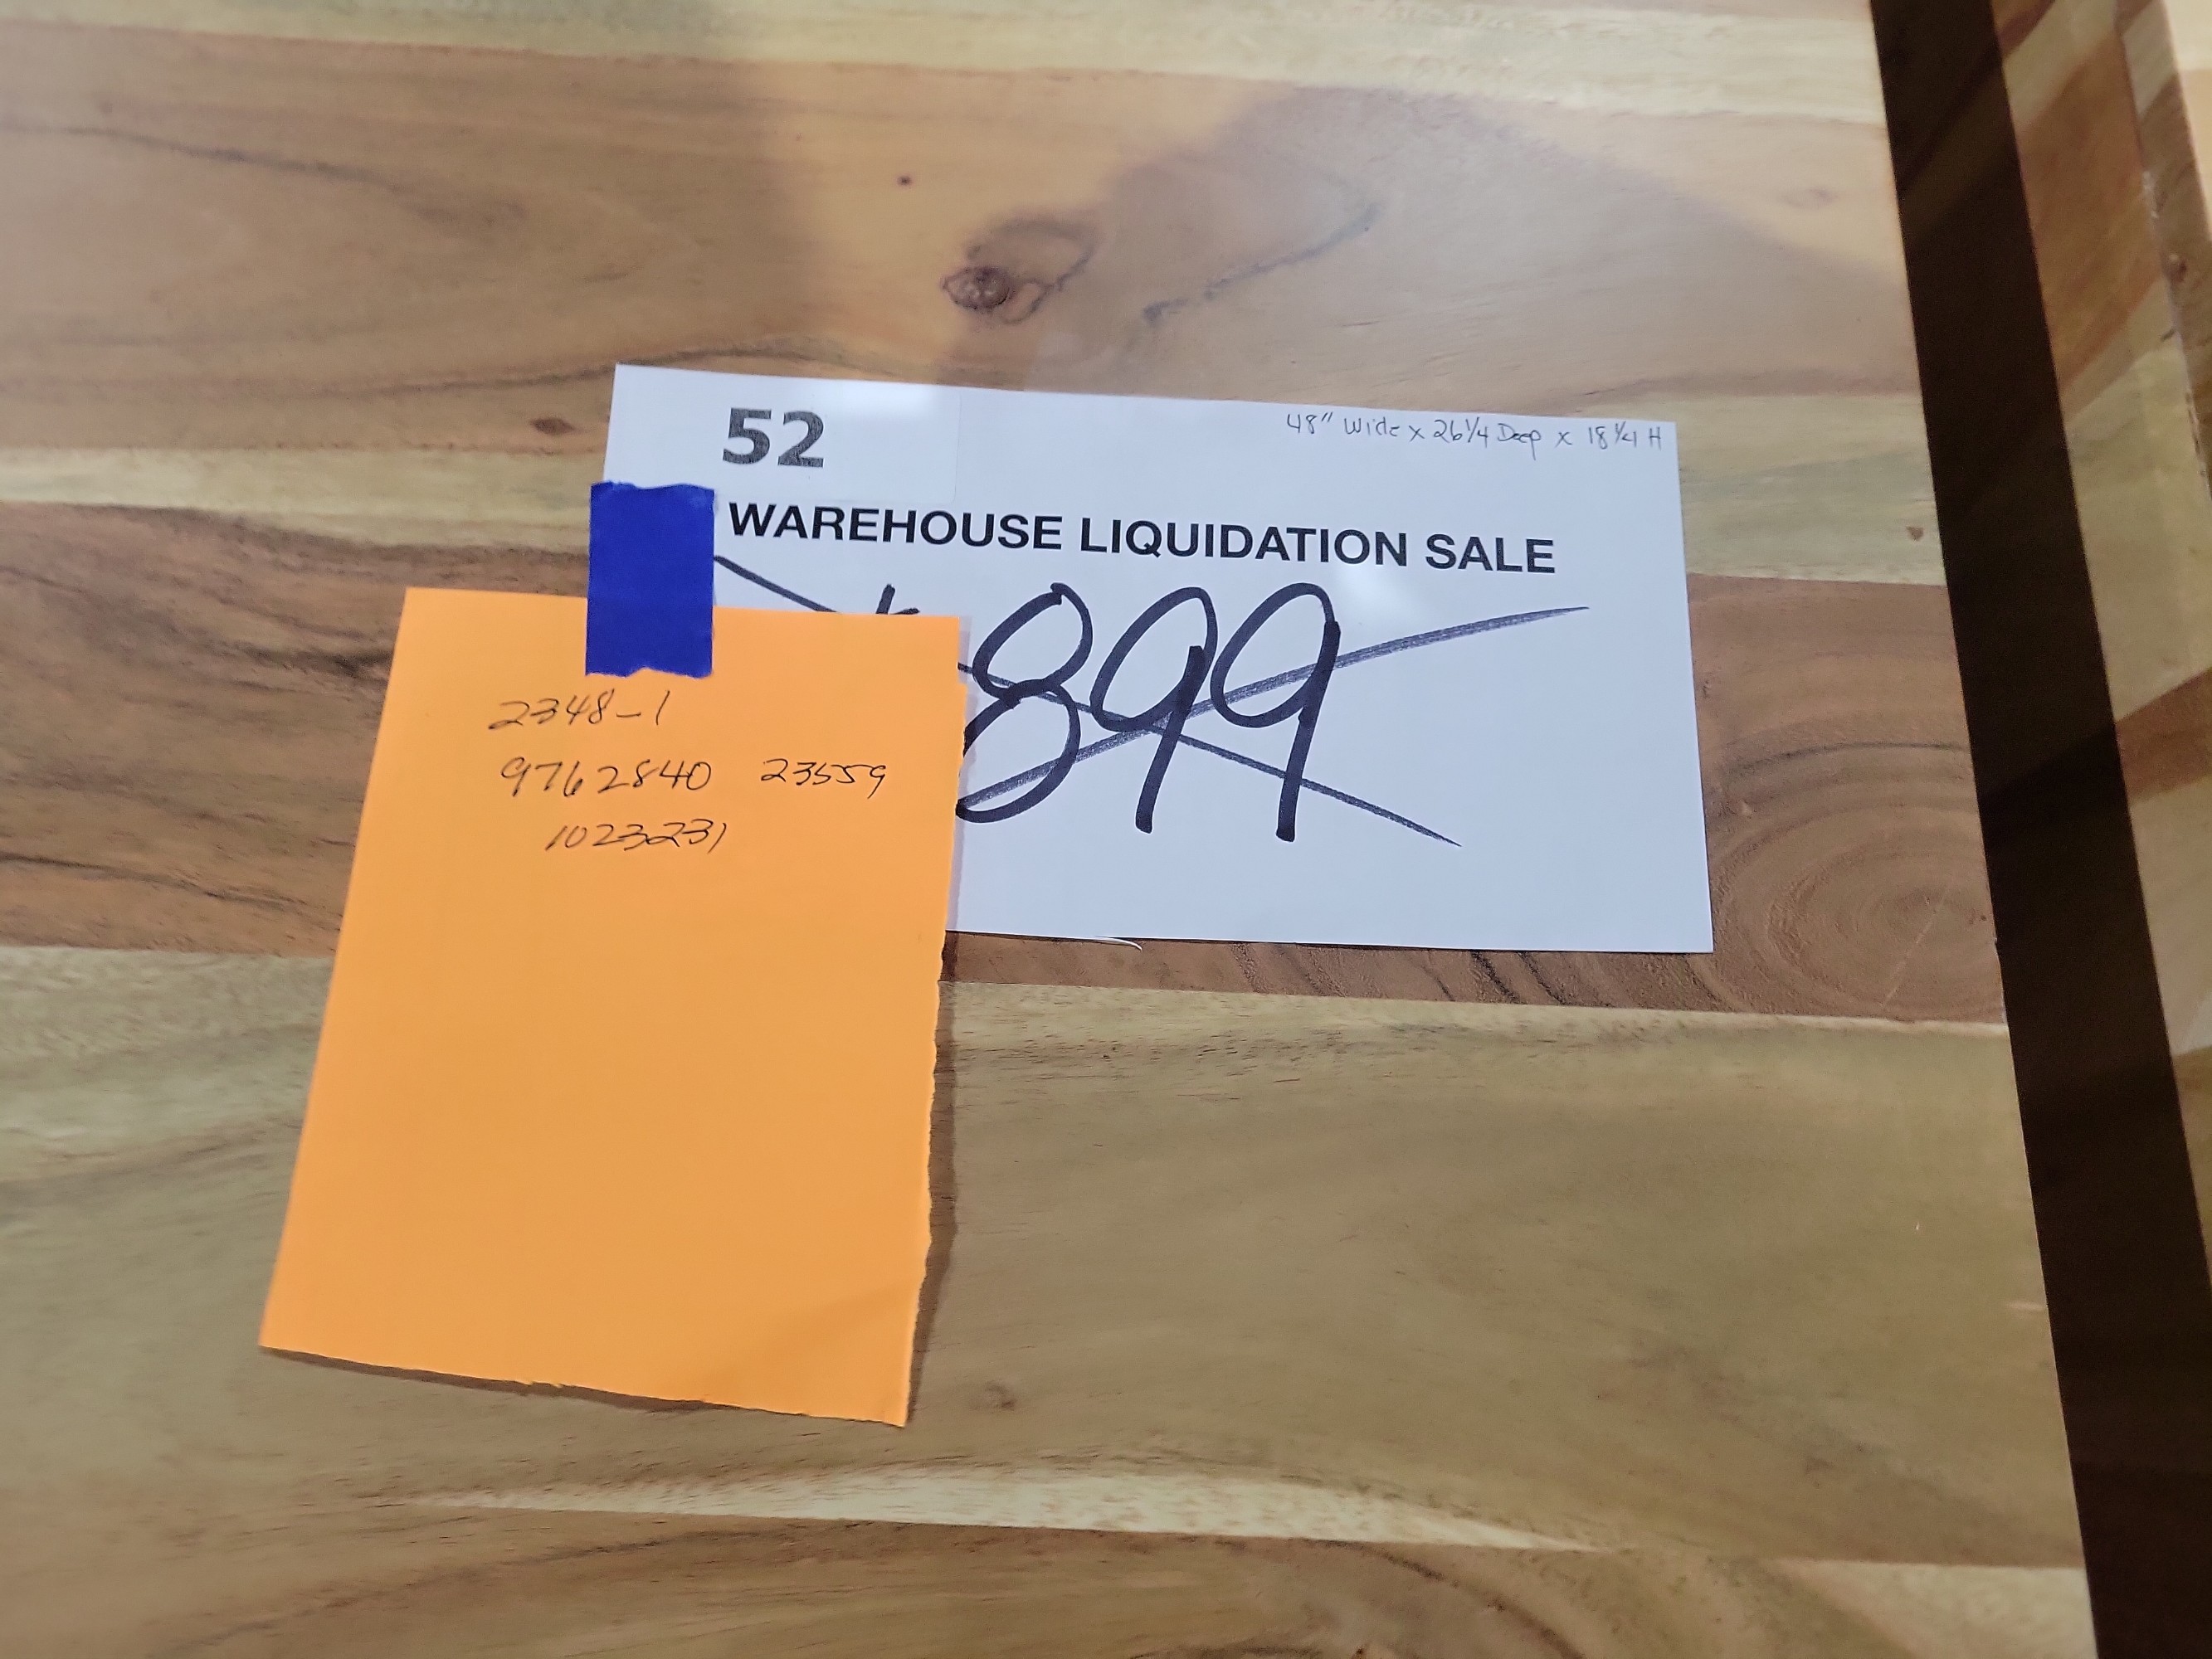 52
48" Wide x 26 1/4 Deep x 18 1/4 H
WAREHOUSE LIQUIDATION SALE
899
2348-1
9762840 23559
1023231